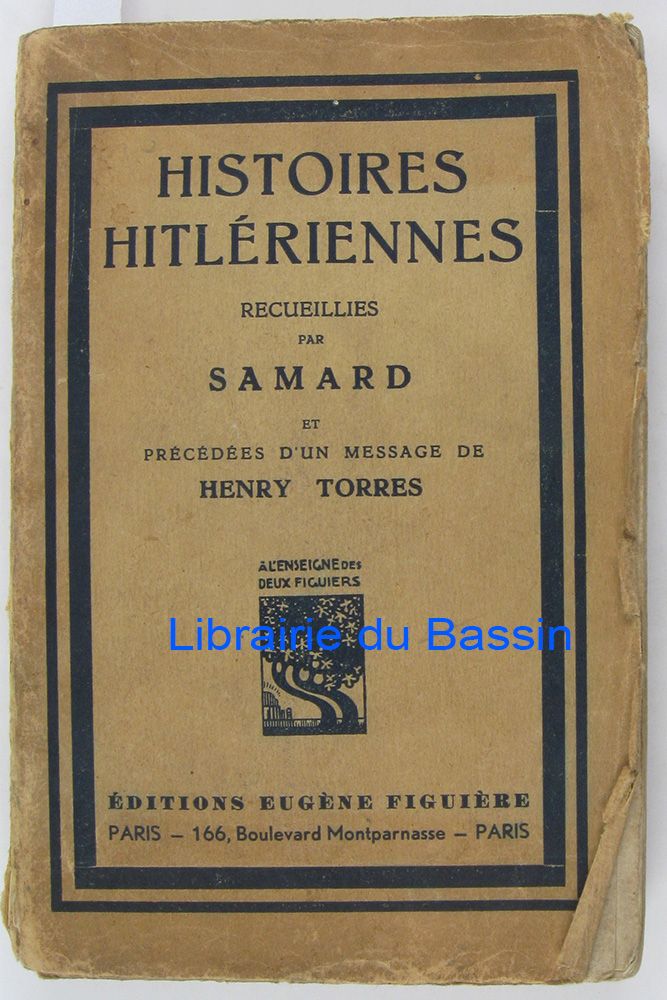 HISTOIRES
HITLÉRIENNES
RECUEILLIES
PAR
SAMARD
ET
PRÉCÉDÉES D'UN MESSAGE DE
HENRY TORRES
À L'ENSEIGNE DES
DEUX FIGUIERS
Librairie du Bassin
ÉDITIONS EUGÈNE FIGUIÈRE
PARIS – 166, Boulevard Montparnasse – PARIS